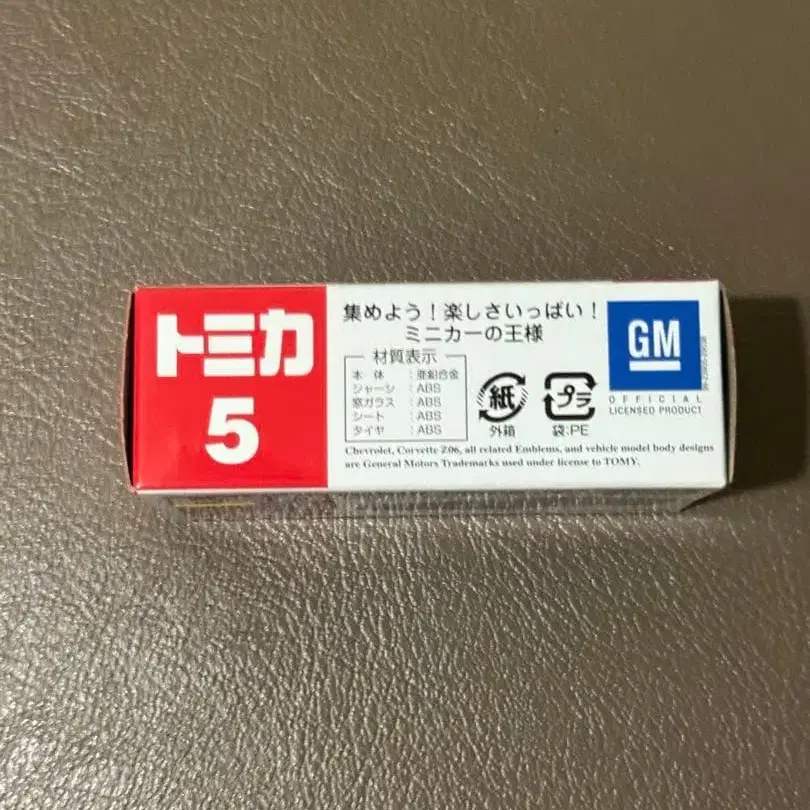 トミカ
5
集めよう！楽しさいっぱい！
ミニカーの王様
材質表示
本体：亜鉛合金
シャーシ：ABS
窓ガラス：ABS
シート：ABS
タイヤ：ABS
紙
外箱
プラ
袋:PE
GM
OFFICIAL
LICENSED PRODUCT
Chevrolet, Corvette Z06, all related Emblems, and vehicle model body designs
are General Motors Trademarks used under license to TOMY.